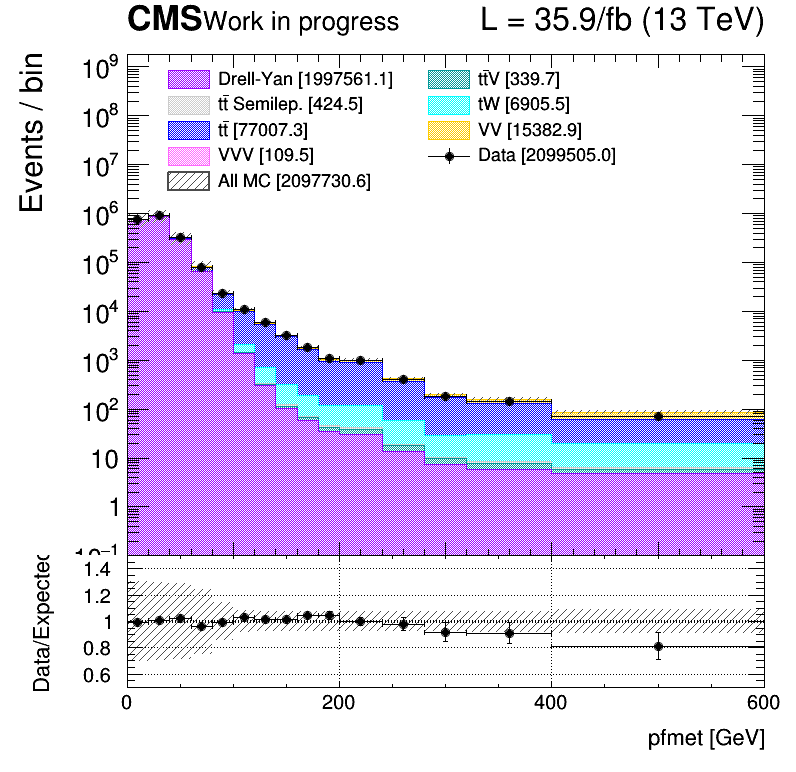 CMS Work in progress L = 35.9/fb (13 TeV)
Events / bin
Drell-Yan [1997561.1] tt̄V [339.7]
tt̄ Semilep. [424.5] tW [6905.5]
tt̄ [77007.3] VV [15382.9]
VVV [109.5] Data [2099505.0]
All MC [2097730.6]
10⁹
10⁸
10⁷
10⁶
10⁵
10⁴
10³
10²
10
1
10⁻¹
Data/Expected
1.4
1.2
1
0.8
0.6
0 200 400 600
pfmet [GeV]